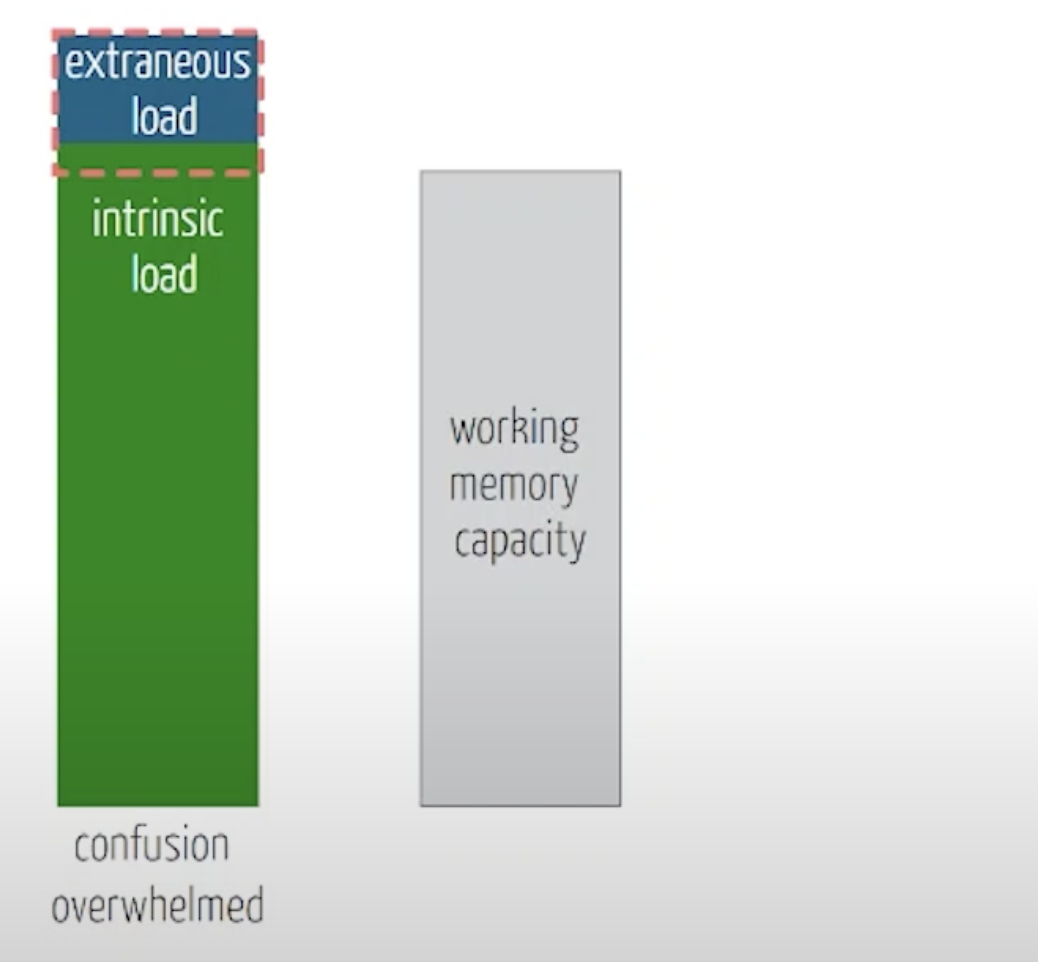 extraneous
load
intrinsic
load
working
memory
capacity
confusion
overwhelmed